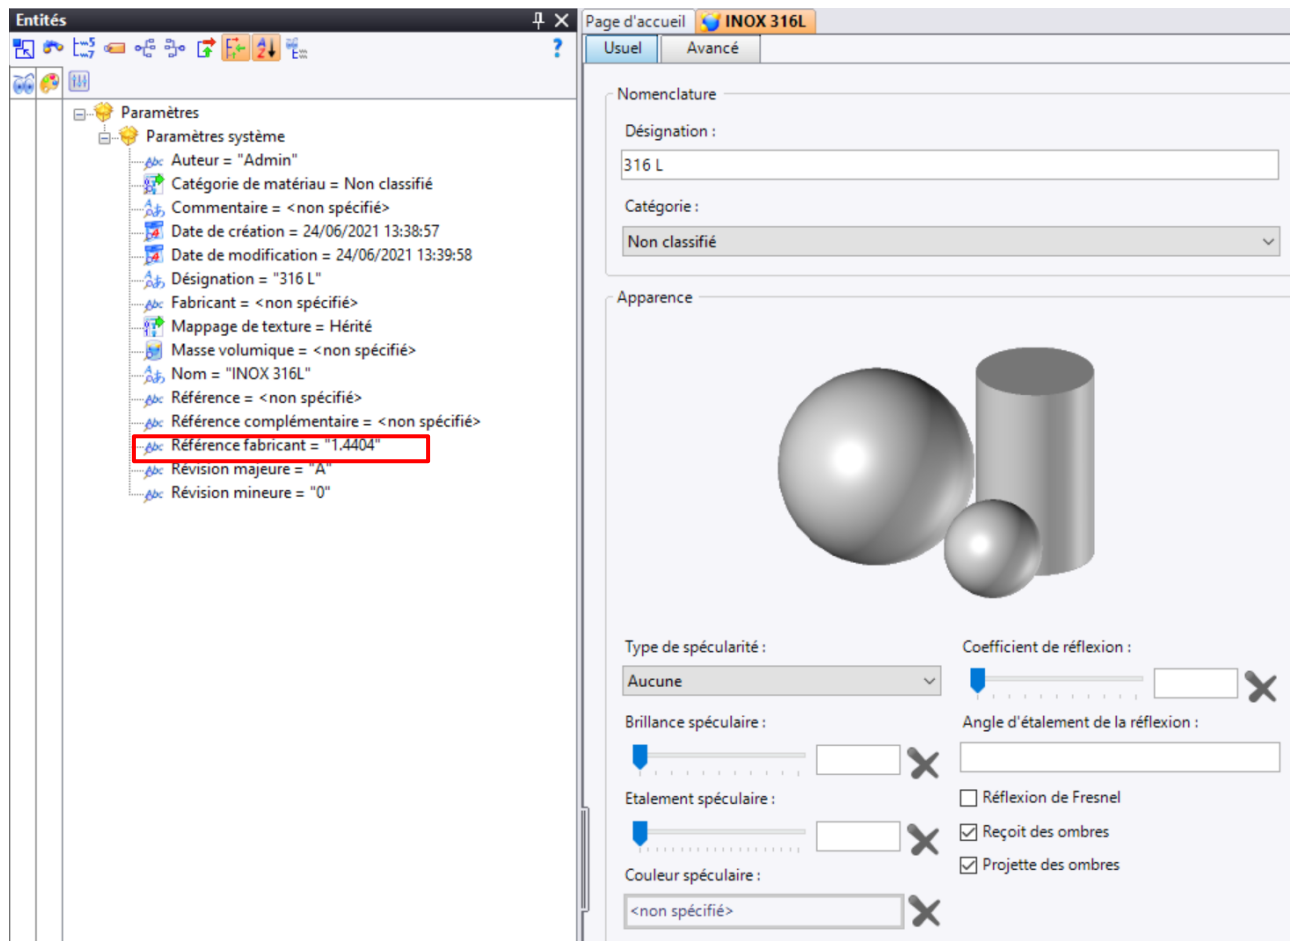 Entités
Paramètres
Paramètres système
Auteur = "Admin"
Catégorie de matériau = Non classifié
Commentaire = <non spécifié>
Date de création = 24/06/2021 13:38:57
Date de modification = 24/06/2021 13:39:58
Désignation = "316 L"
Fabricant = <non spécifié>
Mappage de texture = Hérité
Masse volumique = <non spécifié>
Nom = "INOX 316L"
Référence = <non spécifié>
Référence complémentaire = <non spécifié>
Référence fabricant = "1.4404"
Révision majeure = "A"
Révision mineure = "0"
Page d'accueil INOX 316L
Usuel Avancé
Nomenclature
Désignation :
316 L
Catégorie :
Non classifié
Apparence
Type de spécularité :
Aucune
Brillance spéculaire :
Etalement spéculaire :
Couleur spéculaire :
<non spécifié>
Coefficient de réflexion :
Angle d'étalement de la réflexion :
Réflexion de Fresnel
Reçoit des ombres
Projette des ombres